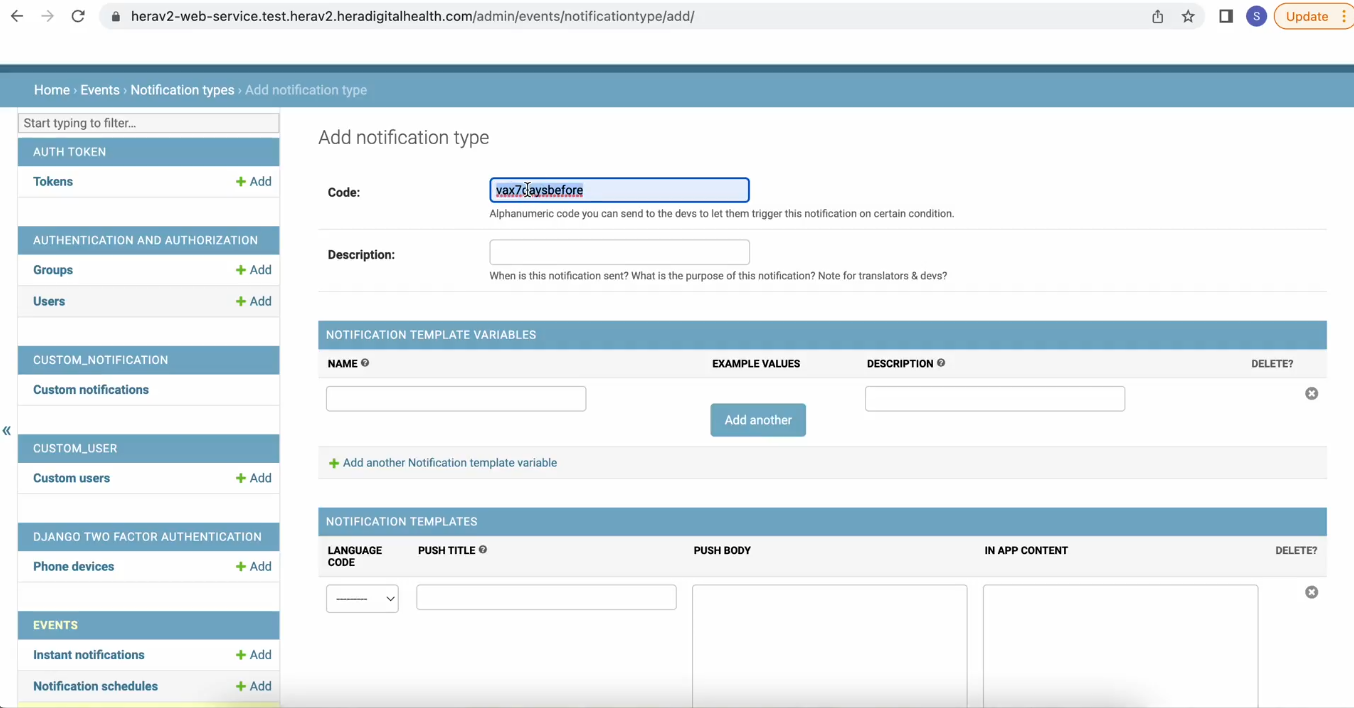 herav2-web-service.test.herav2.heradigitalhealth.com/admin/events/notificationtype/add/
S
Update
Home › Events › Notification types › Add notification type
Start typing to filter...
AUTH TOKEN
Tokens
Add
AUTHENTICATION AND AUTHORIZATION
Groups
Add
Users
Add
CUSTOM_NOTIFICATION
Custom notifications
CUSTOM_USER
Custom users
Add
DJANGO TWO FACTOR AUTHENTICATION
Phone devices
Add
EVENTS
Instant notifications
Add
Notification schedules
Add
«
Add notification type
Code:
vax7daysbefore
Alphanumeric code you can send to the devs to let them trigger this notification on certain condition.
Description:
When is this notification sent? What is the purpose of this notification? Note for translators & devs?
NOTIFICATION TEMPLATE VARIABLES
NAME
EXAMPLE VALUES
DESCRIPTION
DELETE?
Add another
Add another Notification template variable
NOTIFICATION TEMPLATES
LANGUAGE
CODE
PUSH TITLE
PUSH BODY
IN APP CONTENT
DELETE?
---------